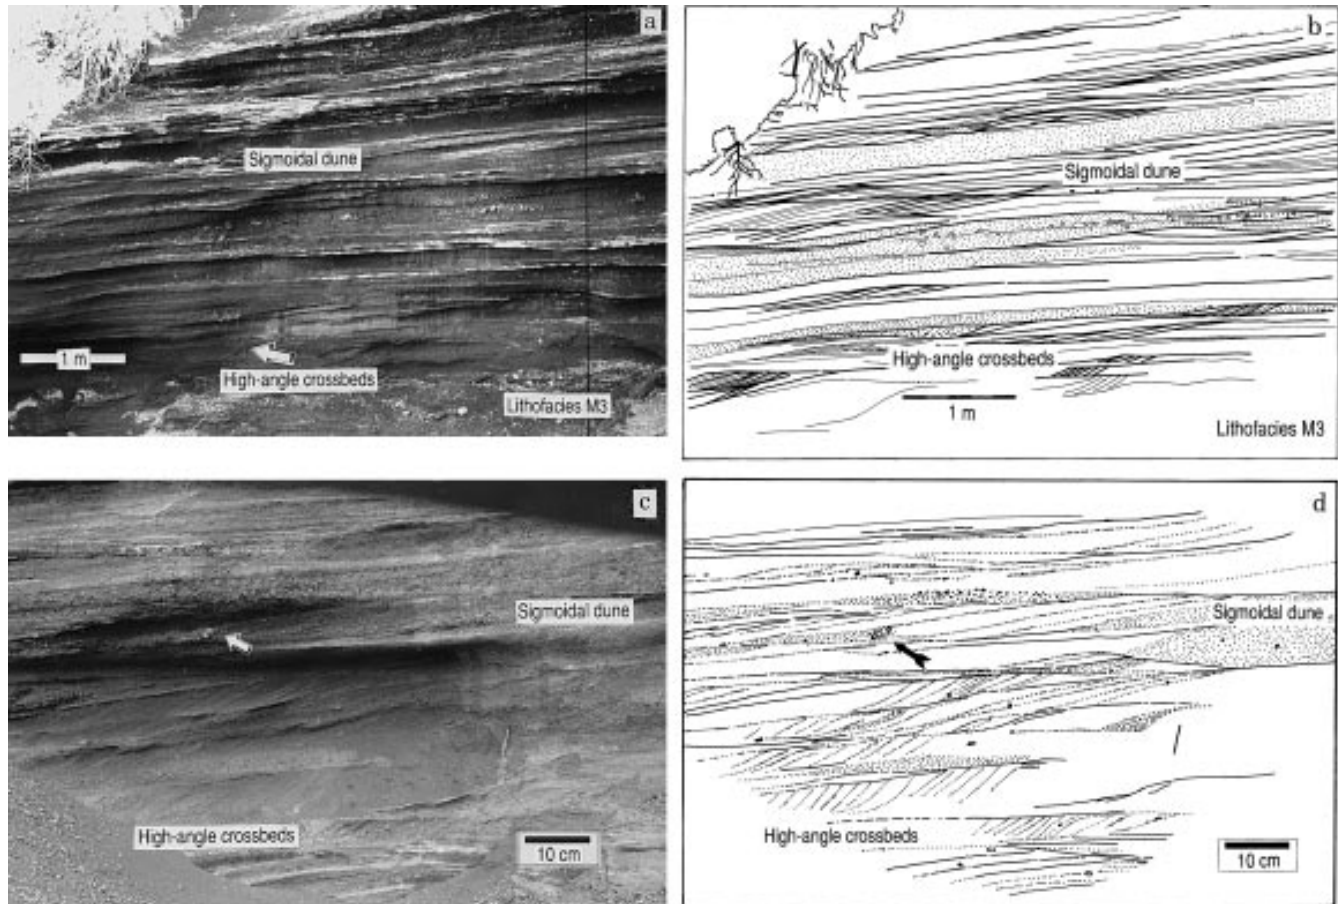 a
Sigmoidal dune
1 m
High-angle crossbeds
Lithofacies M3
b
Sigmoidal dune
High-angle crossbeds
1 m
Lithofacies M3
c
Sigmoidal dune
High-angle crossbeds
10 cm
d
Sigmoidal dune
High-angle crossbeds
10 cm